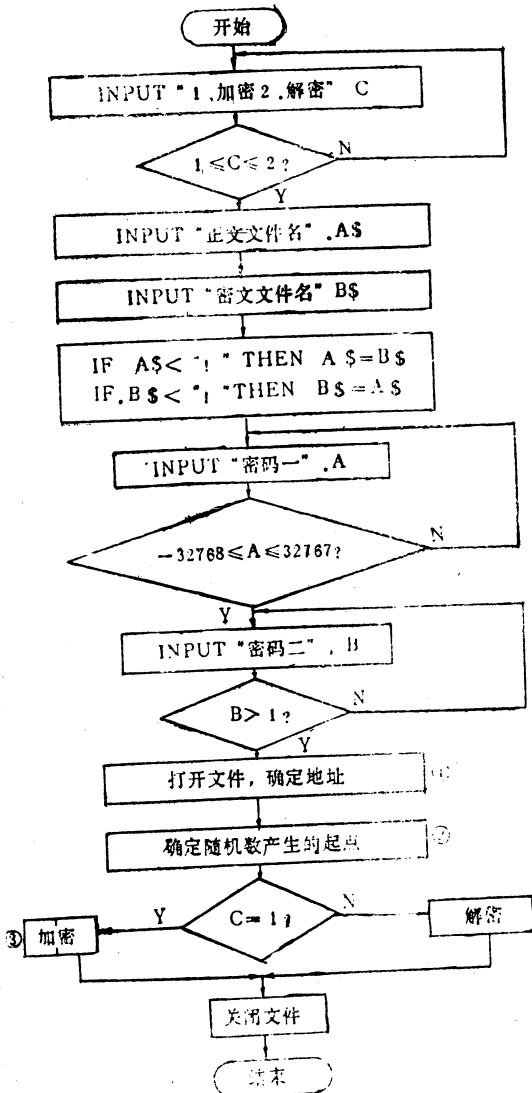 开始
INPUT "1.加密2.解密" C
1≤C≤2?
N
Y
INPUT "正文文件名".A$
INPUT "密文文件名" B$
IF A$< "! " THEN A $=B$
IF.B $< "! "THEN B $=A $
INPUT "密码一".A
-32768≤A≤32767?
N
Y
INPUT "密码二", B
B> 1?
N
Y
打开文件, 确定地址
确定随机数产生的起点
②
C=1?
Y
N
③
加密
解密
关闭文件
结束